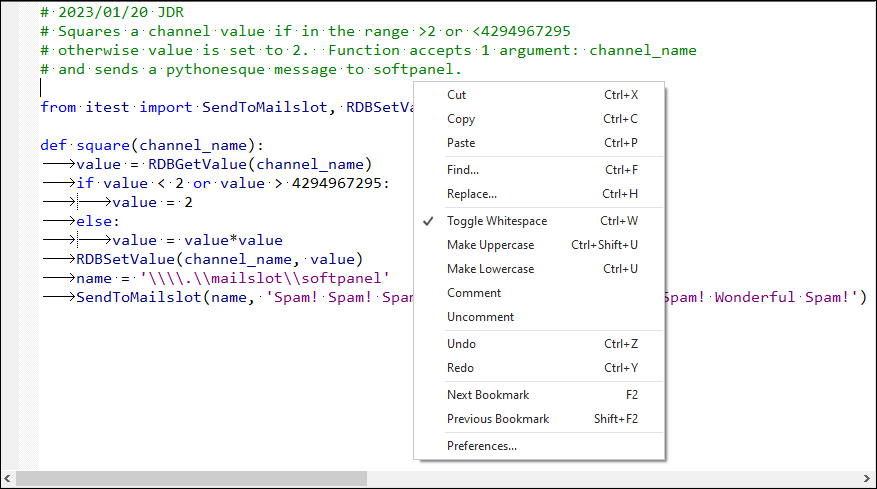 # 2023/01/20 JDR
# Squares a channel value if in the range >2 or <4294967295
# otherwise value is set to 2.  Function accepts 1 argument: channel_name
# and sends a pythonesque message to softpanel.
from itest import SendToMailslot, RDBSetVa
def square(channel_name):
value = RDBGetValue(channel_name)
if value < 2 or value > 4294967295:
value = 2
else:
value = value*value
RDBSetValue(channel_name, value)
name = '\\\\.\\mailslot\\softpanel'
SendToMailslot(name, 'Spam! Spam! Spam! Wonderful Spam!')
Cut Ctrl+X
Copy Ctrl+C
Paste Ctrl+P
Find... Ctrl+F
Replace... Ctrl+H
Toggle Whitespace Ctrl+W
Make Uppercase Ctrl+Shift+U
Make Lowercase Ctrl+U
Comment
Uncomment
Undo Ctrl+Z
Redo Ctrl+Y
Next Bookmark F2
Previous Bookmark Shift+F2
Preferences...